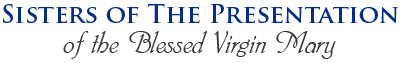 Sisters of The Presentation
of the Blessed Virgin Mary